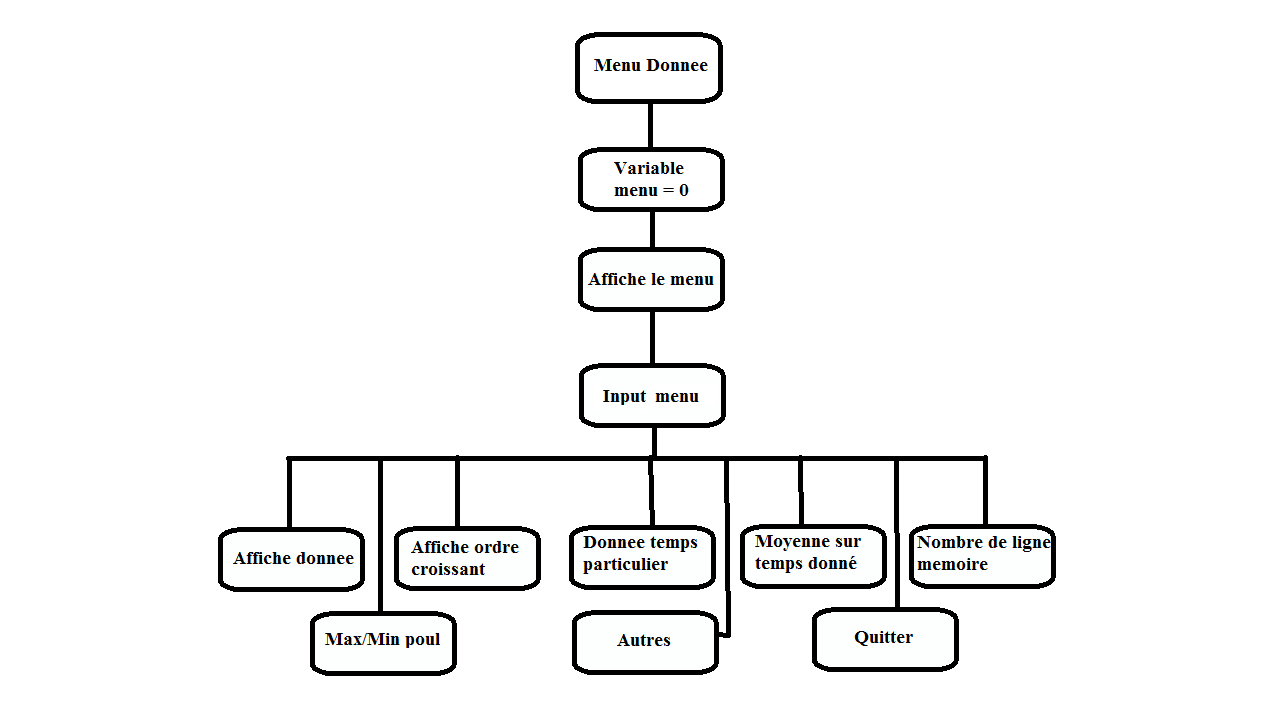 Menu Donnee
Variable
menu = 0
Affiche le menu
Input menu
Affiche donnee
Affiche ordre
croissant
Donnee temps
particulier
Moyenne sur
temps donné
Nombre de ligne
memoire
Max/Min poul
Autres
Quitter